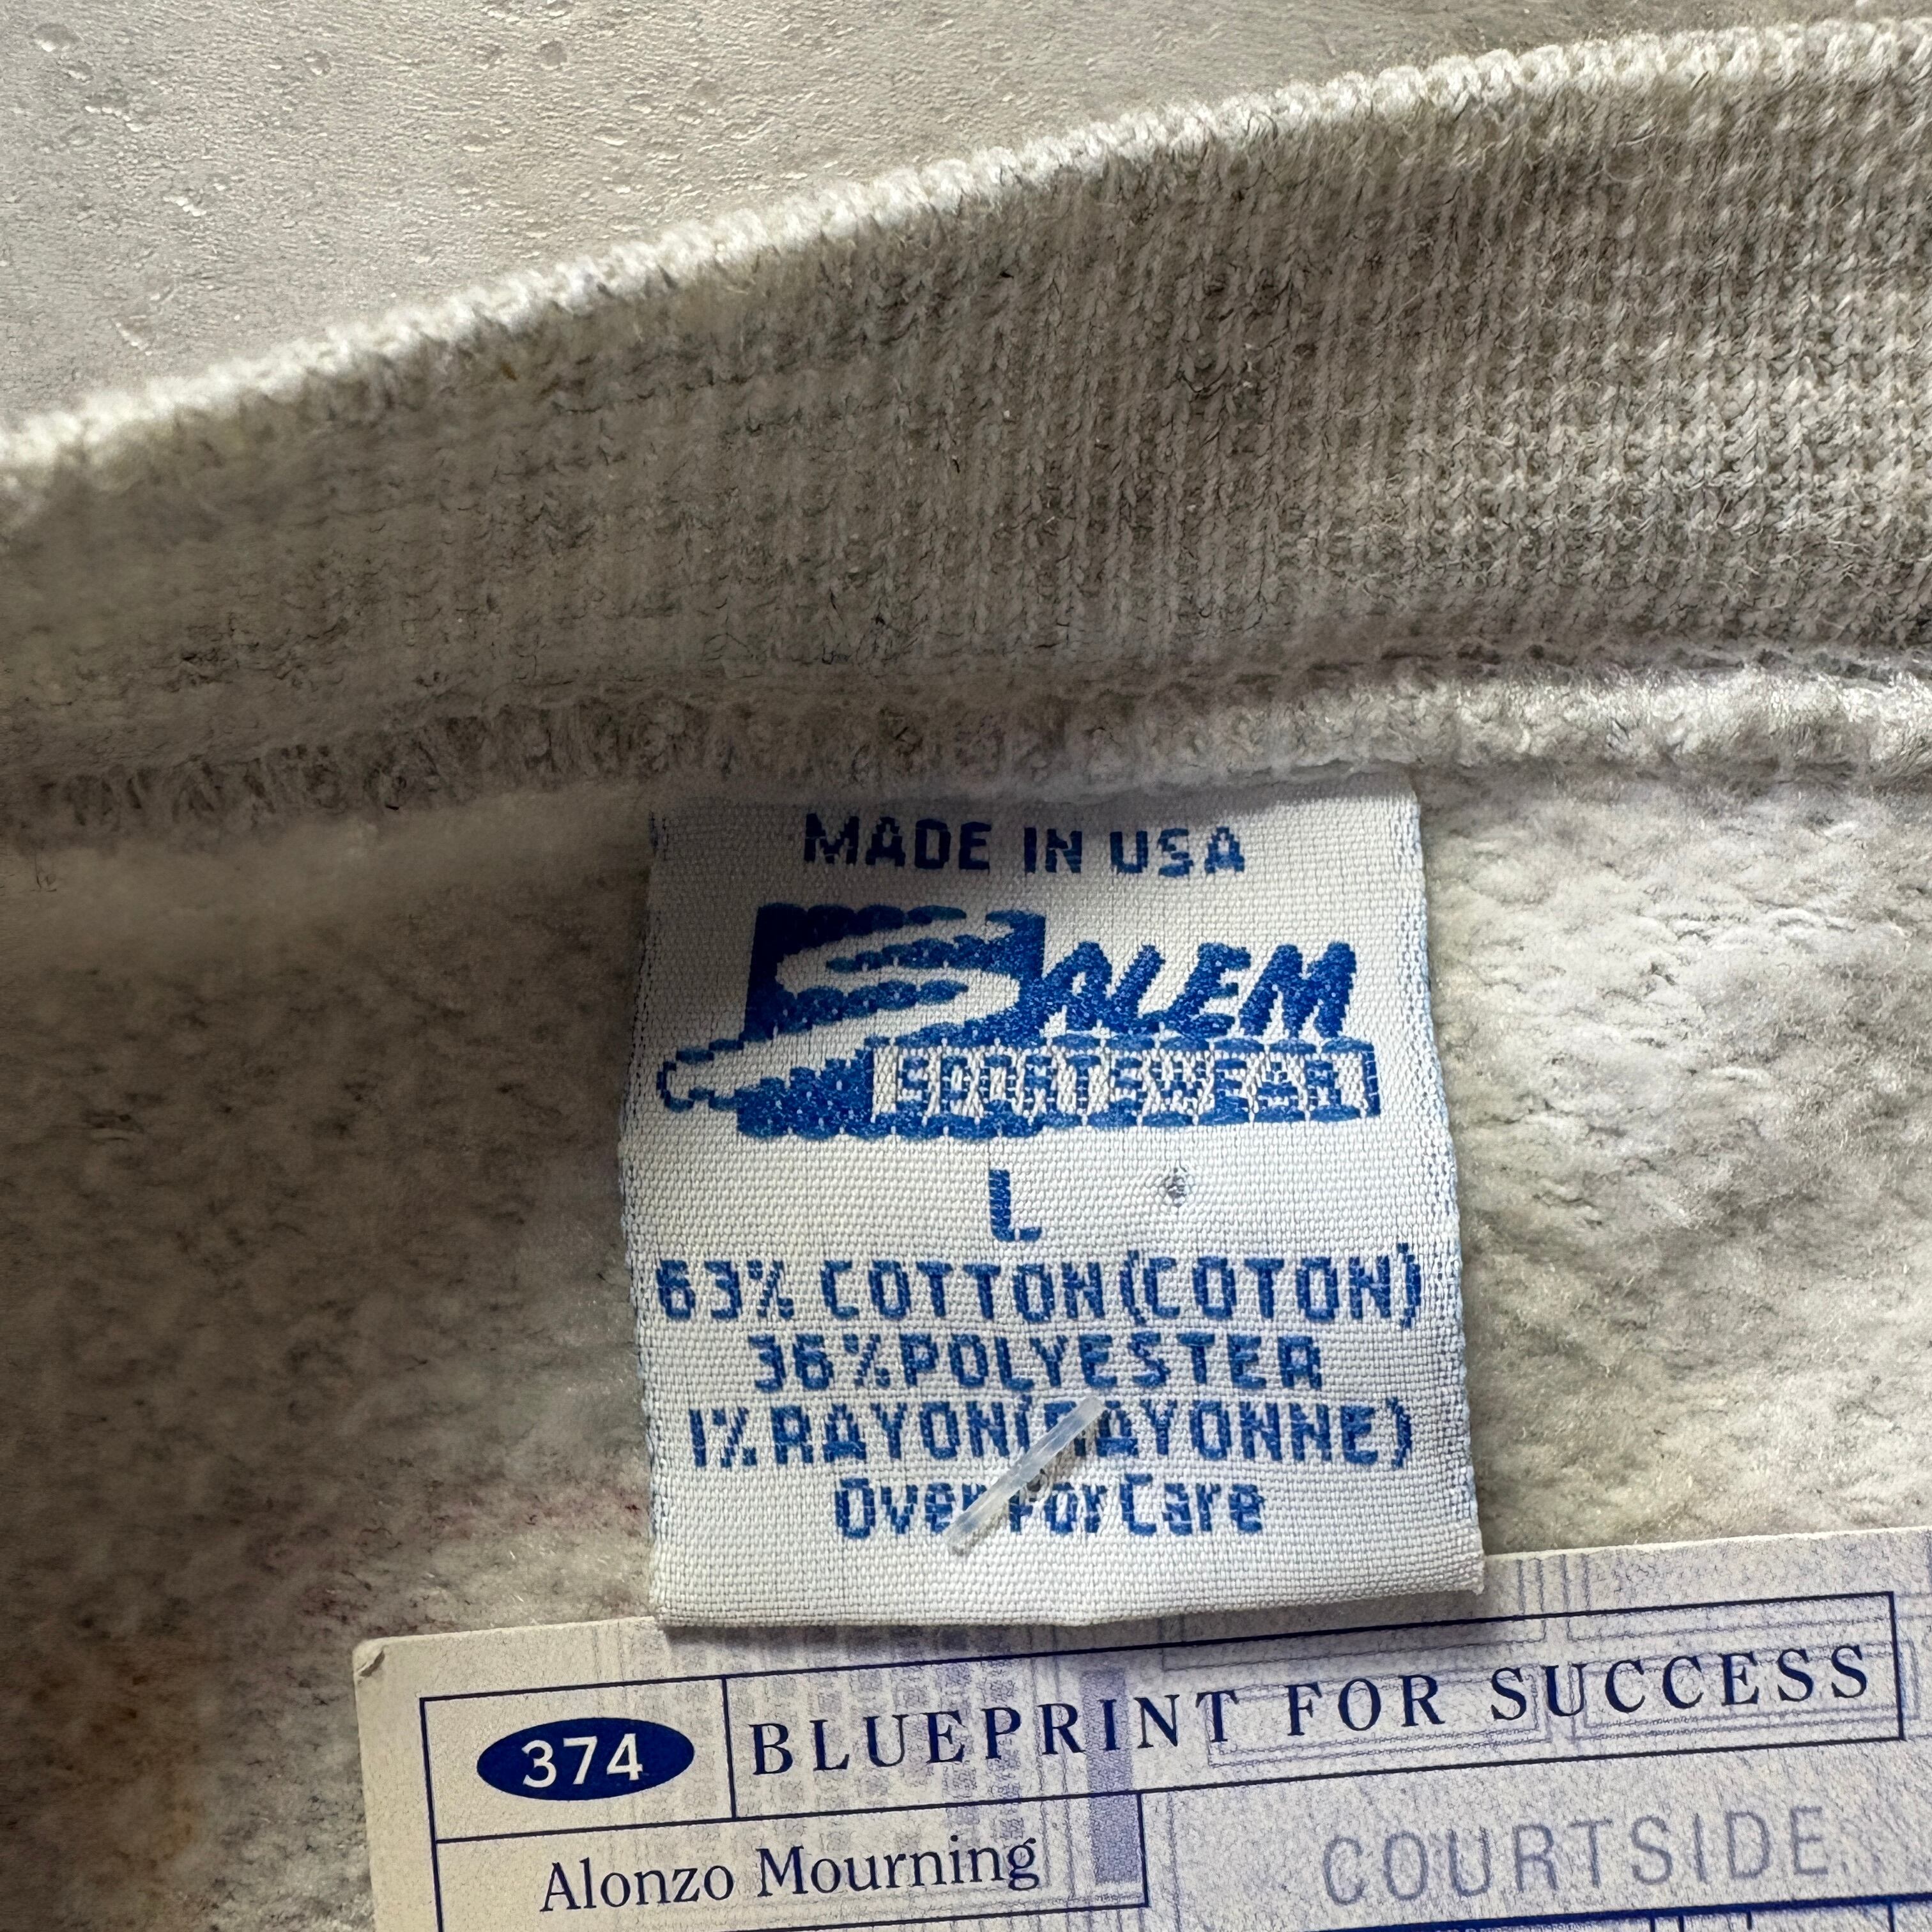 MADE IN USA
SALEM
SPORTSWEAR
L
63% COTTON(COTON)
36%POLYESTER
1%RAYON(RAYONNE)
Over For Care
374
BLUEPRINT FOR SUCCESS
Alonzo Mourning
COURTSIDE